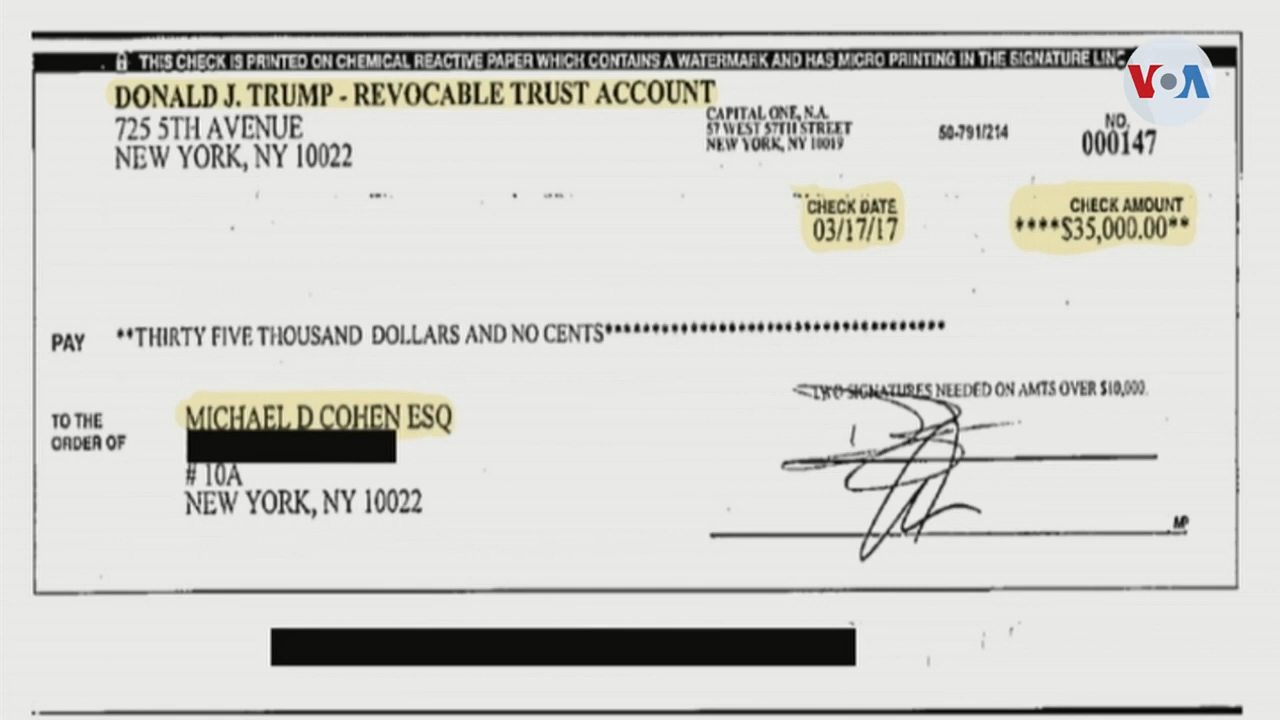 THIS CHECK IS PRINTED ON CHEMICAL REACTIVE PAPER WHICH CONTAINS A WATERMARK AND HAS MICRO PRINTING IN THE SIGNATURE LINE
VOA
DONALD J. TRUMP - REVOCABLE TRUST ACCOUNT
725 5TH AVENUE
NEW YORK, NY 10022
CAPITAL ONE, N.A.
57 WEST 57TH STREET
NEW YORK, NY 10019
50-791/214
NO.
000147
CHECK DATE
03/17/17
CHECK AMOUNT
****$35,000.00**
PAY **THIRTY FIVE THOUSAND DOLLARS AND NO CENTS************************************
TWO SIGNATURES NEEDED ON AMTS OVER $10,000.
TO THE
ORDER OF
MICHAEL D COHEN ESQ
# 10A
NEW YORK, NY 10022
MP